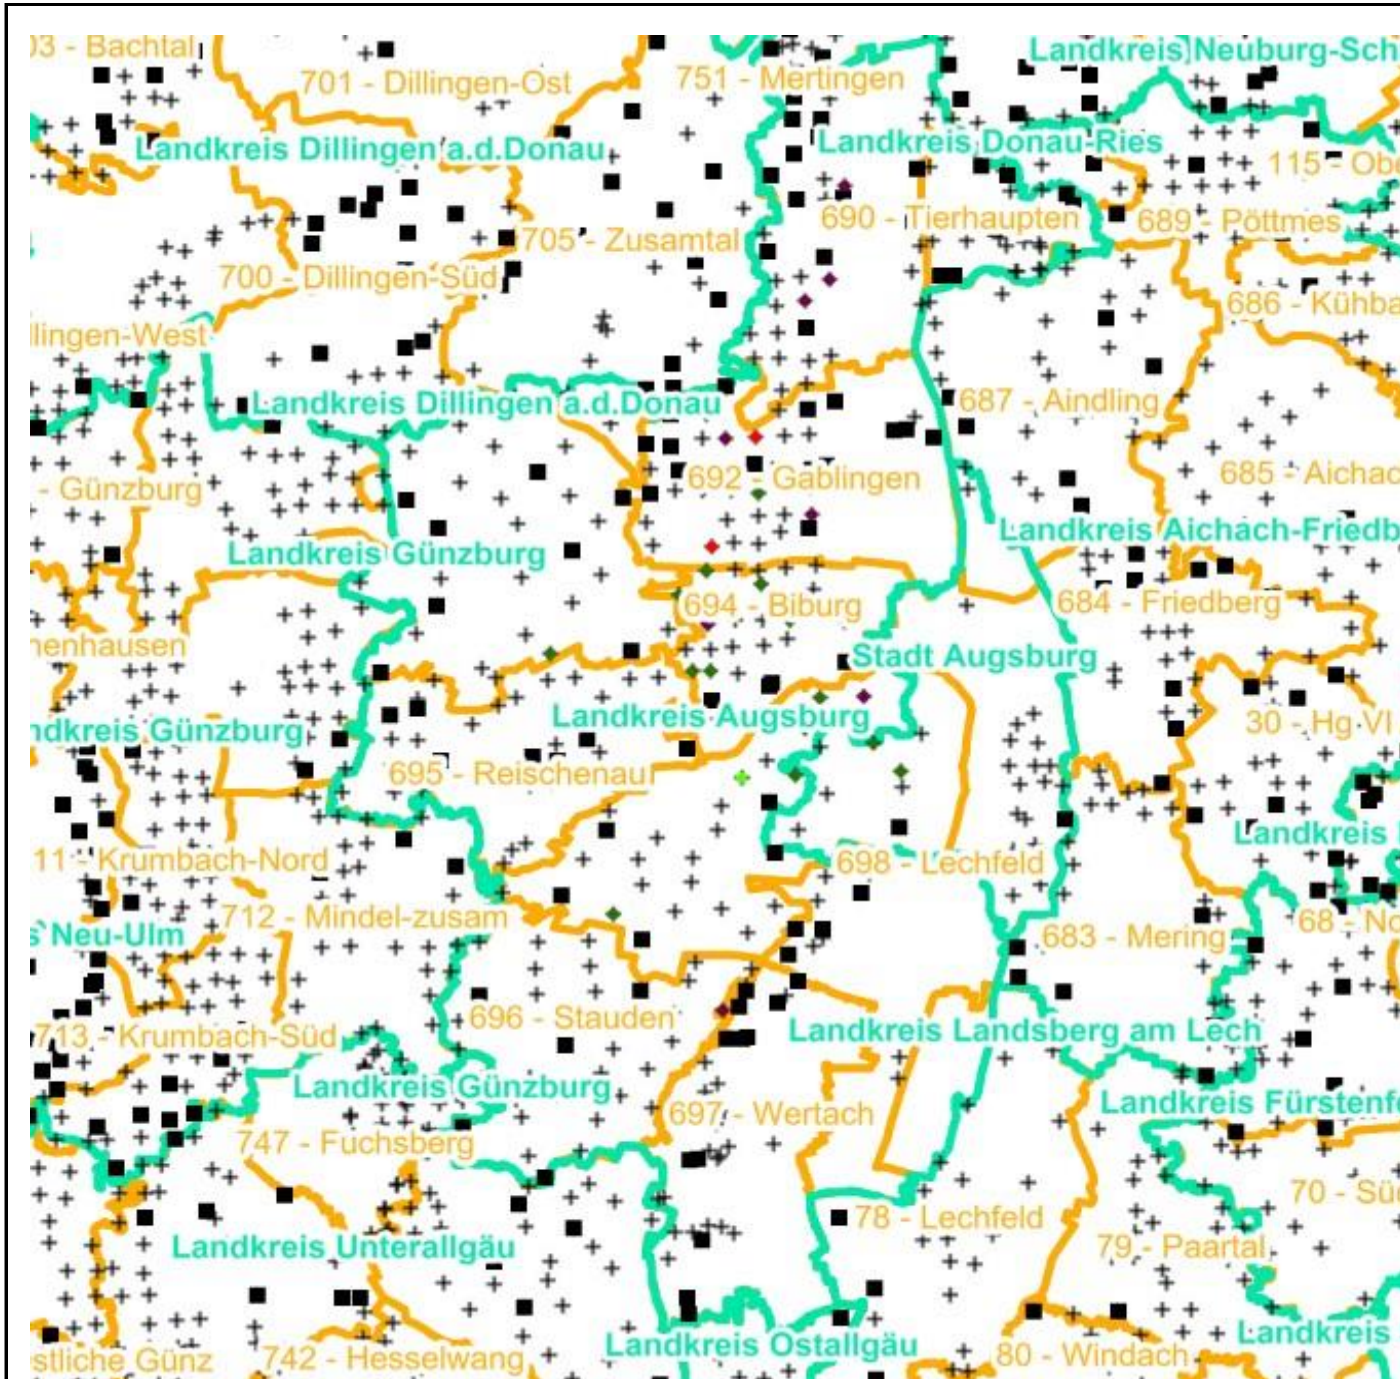 03 - Bachtal
Landkreis Neuburg-Sch
701 - Dillingen-Ost
751 - Mertingen
Landkreis Dillingen a.d.Donau
Landkreis Donau-Ries
115 - Obe
690 - Tierhaupten
689 - Pöttmes
705 - Zusamtal
700 - Dillingen-Süd
686 - Kühba
llingen-West
Landkreis Dillingen a.d.Donau
687 - Aindling
692 - Gablingen
685 - Aichac
- Günzburg
Landkreis Aichach-Friedb
Landkreis Günzburg
694 - Biburg
684 - Friedberg
nenhausen
Stadt Augsburg
Landkreis Augsburg
30 - Hg VI
ndkreis Günzburg
695 - Reischenau
Landkreis
11 - Krumbach-Nord
698 - Lechfeld
712 - Mindel-zusam
68 - No
s Neu-Ulm
683 - Mering
696 - Stauden
713 - Krumbach-Süd
Landkreis Landsberg am Lech
Landkreis Günzburg
Landkreis Fürstenfe
697 - Wertach
747 - Fuchsberg
70 - Sü
78 - Lechfeld
Landkreis Unterallgäu
79 - Paartal
Landkreis
Landkreis Ostallgäu
stliche Günz
742 - Hesselwang
80 - Windach